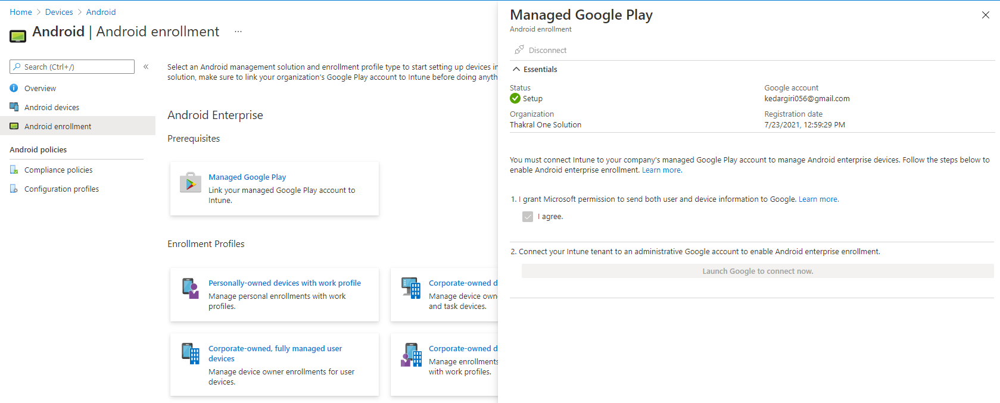 Home > Devices > Android
Android | Android enrollment ...
Search (Ctrl+/) «
Overview
Android devices
Android enrollment
Android policies
Compliance policies
Configuration profiles
Select an Android management solution and enrollment profile type to start setting up devices in
solution, make sure to link your organization's Google Play account to Intune before doing anyth
Android Enterprise
Prerequisites
Managed Google Play
Link your managed Google Play account to
Intune.
Enrollment Profiles
Personally-owned devices with work profile
Manage personal enrollments with work
profiles.
Corporate-owned d
Manage device own
and task devices.
Corporate-owned, fully managed user
devices
Manage device owner enrollments for user
devices.
Corporate-owned d
Manage enrollments
with work profiles.
Managed Google Play
Android enrollment
Disconnect
Essentials
Status
Setup
Google account
kedargiri056@gmail.com
Organization
Thakral One Solution
Registration date
7/23/2021, 12:59:29 PM
You must connect Intune to your company's managed Google Play account to manage Android enterprise devices. Follow the steps below to
enable Android enterprise enrollment. Learn more.
1. I grant Microsoft permission to send both user and device information to Google. Learn more.
I agree.
2. Connect your Intune tenant to an administrative Google account to enable Android enterprise enrollment.
Launch Google to connect now.